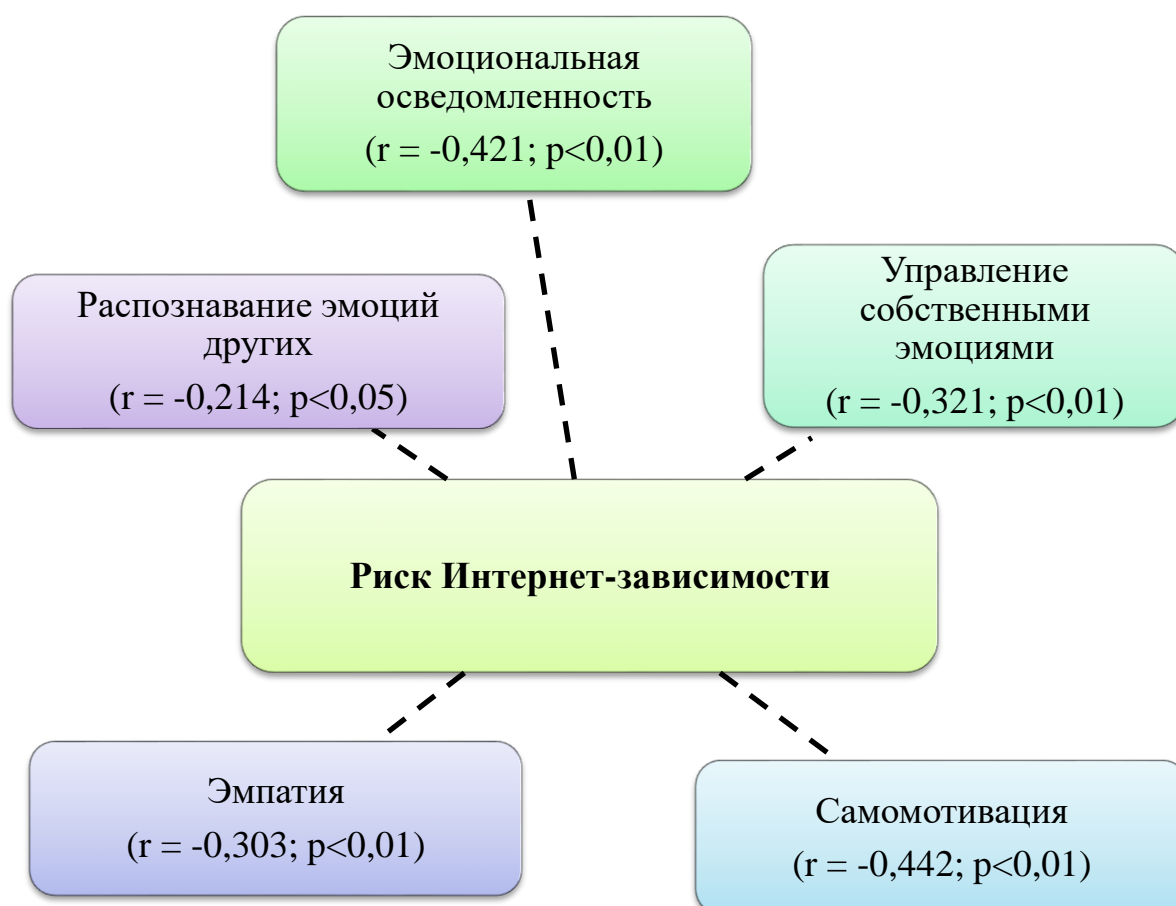 Эмоциональная
осведомленность
(r = -0,421; p<0,01)
Распознавание эмоций
других
(r = -0,214; p<0,05)
Управление
собственными
эмоциями
(r = -0,321; p<0,01)
Риск Интернет-зависимости
Эмпатия
(r = -0,303; p<0,01)
Самомотивация
(r = -0,442; p<0,01)